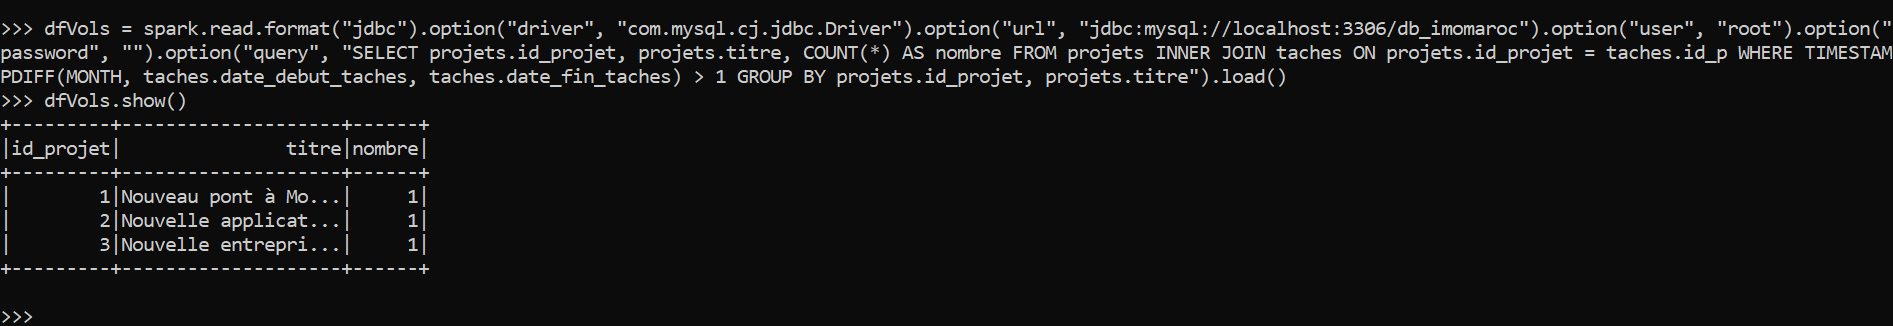 >>> dfVols = spark.read.format("jdbc").option("driver", "com.mysql.cj.jdbc.Driver").option("url", "jdbc:mysql://localhost:3306/db_imomaroc").option("user", "root").option("
password", "").option("query", "SELECT projets.id_projet, projets.titre, COUNT(*) AS nombre FROM projets INNER JOIN taches ON projets.id_projet = taches.id_p WHERE TIMESTAM
PDIFF(MONTH, taches.date_debut_taches, taches.date_fin_taches) > 1 GROUP BY projets.id_projet, projets.titre").load()
>>> dfVols.show()
+---------+--------------------+------+
|id_projet|               titre|nombre|
+---------+--------------------+------+
|        1|Nouveau pont à Mo...|     1|
|        2|Nouvelle applicat...|     1|
|        3|Nouvelle entrepri...|     1|
+---------+--------------------+------+
>>>